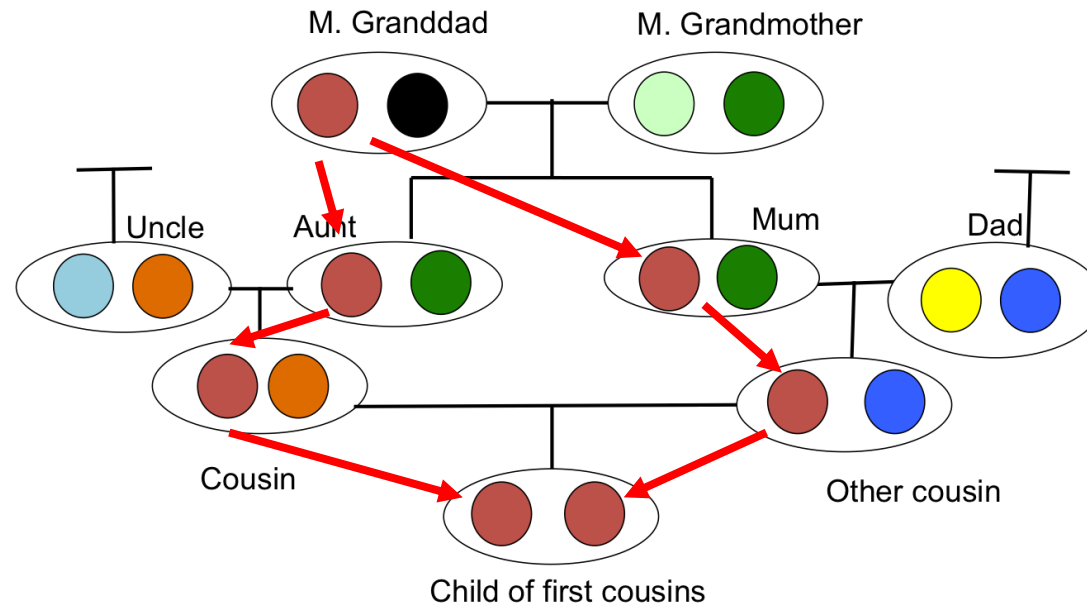 M. Granddad
M. Grandmother
Uncle
Aunt
Mum
Dad
Cousin
Other cousin
Child of first cousins